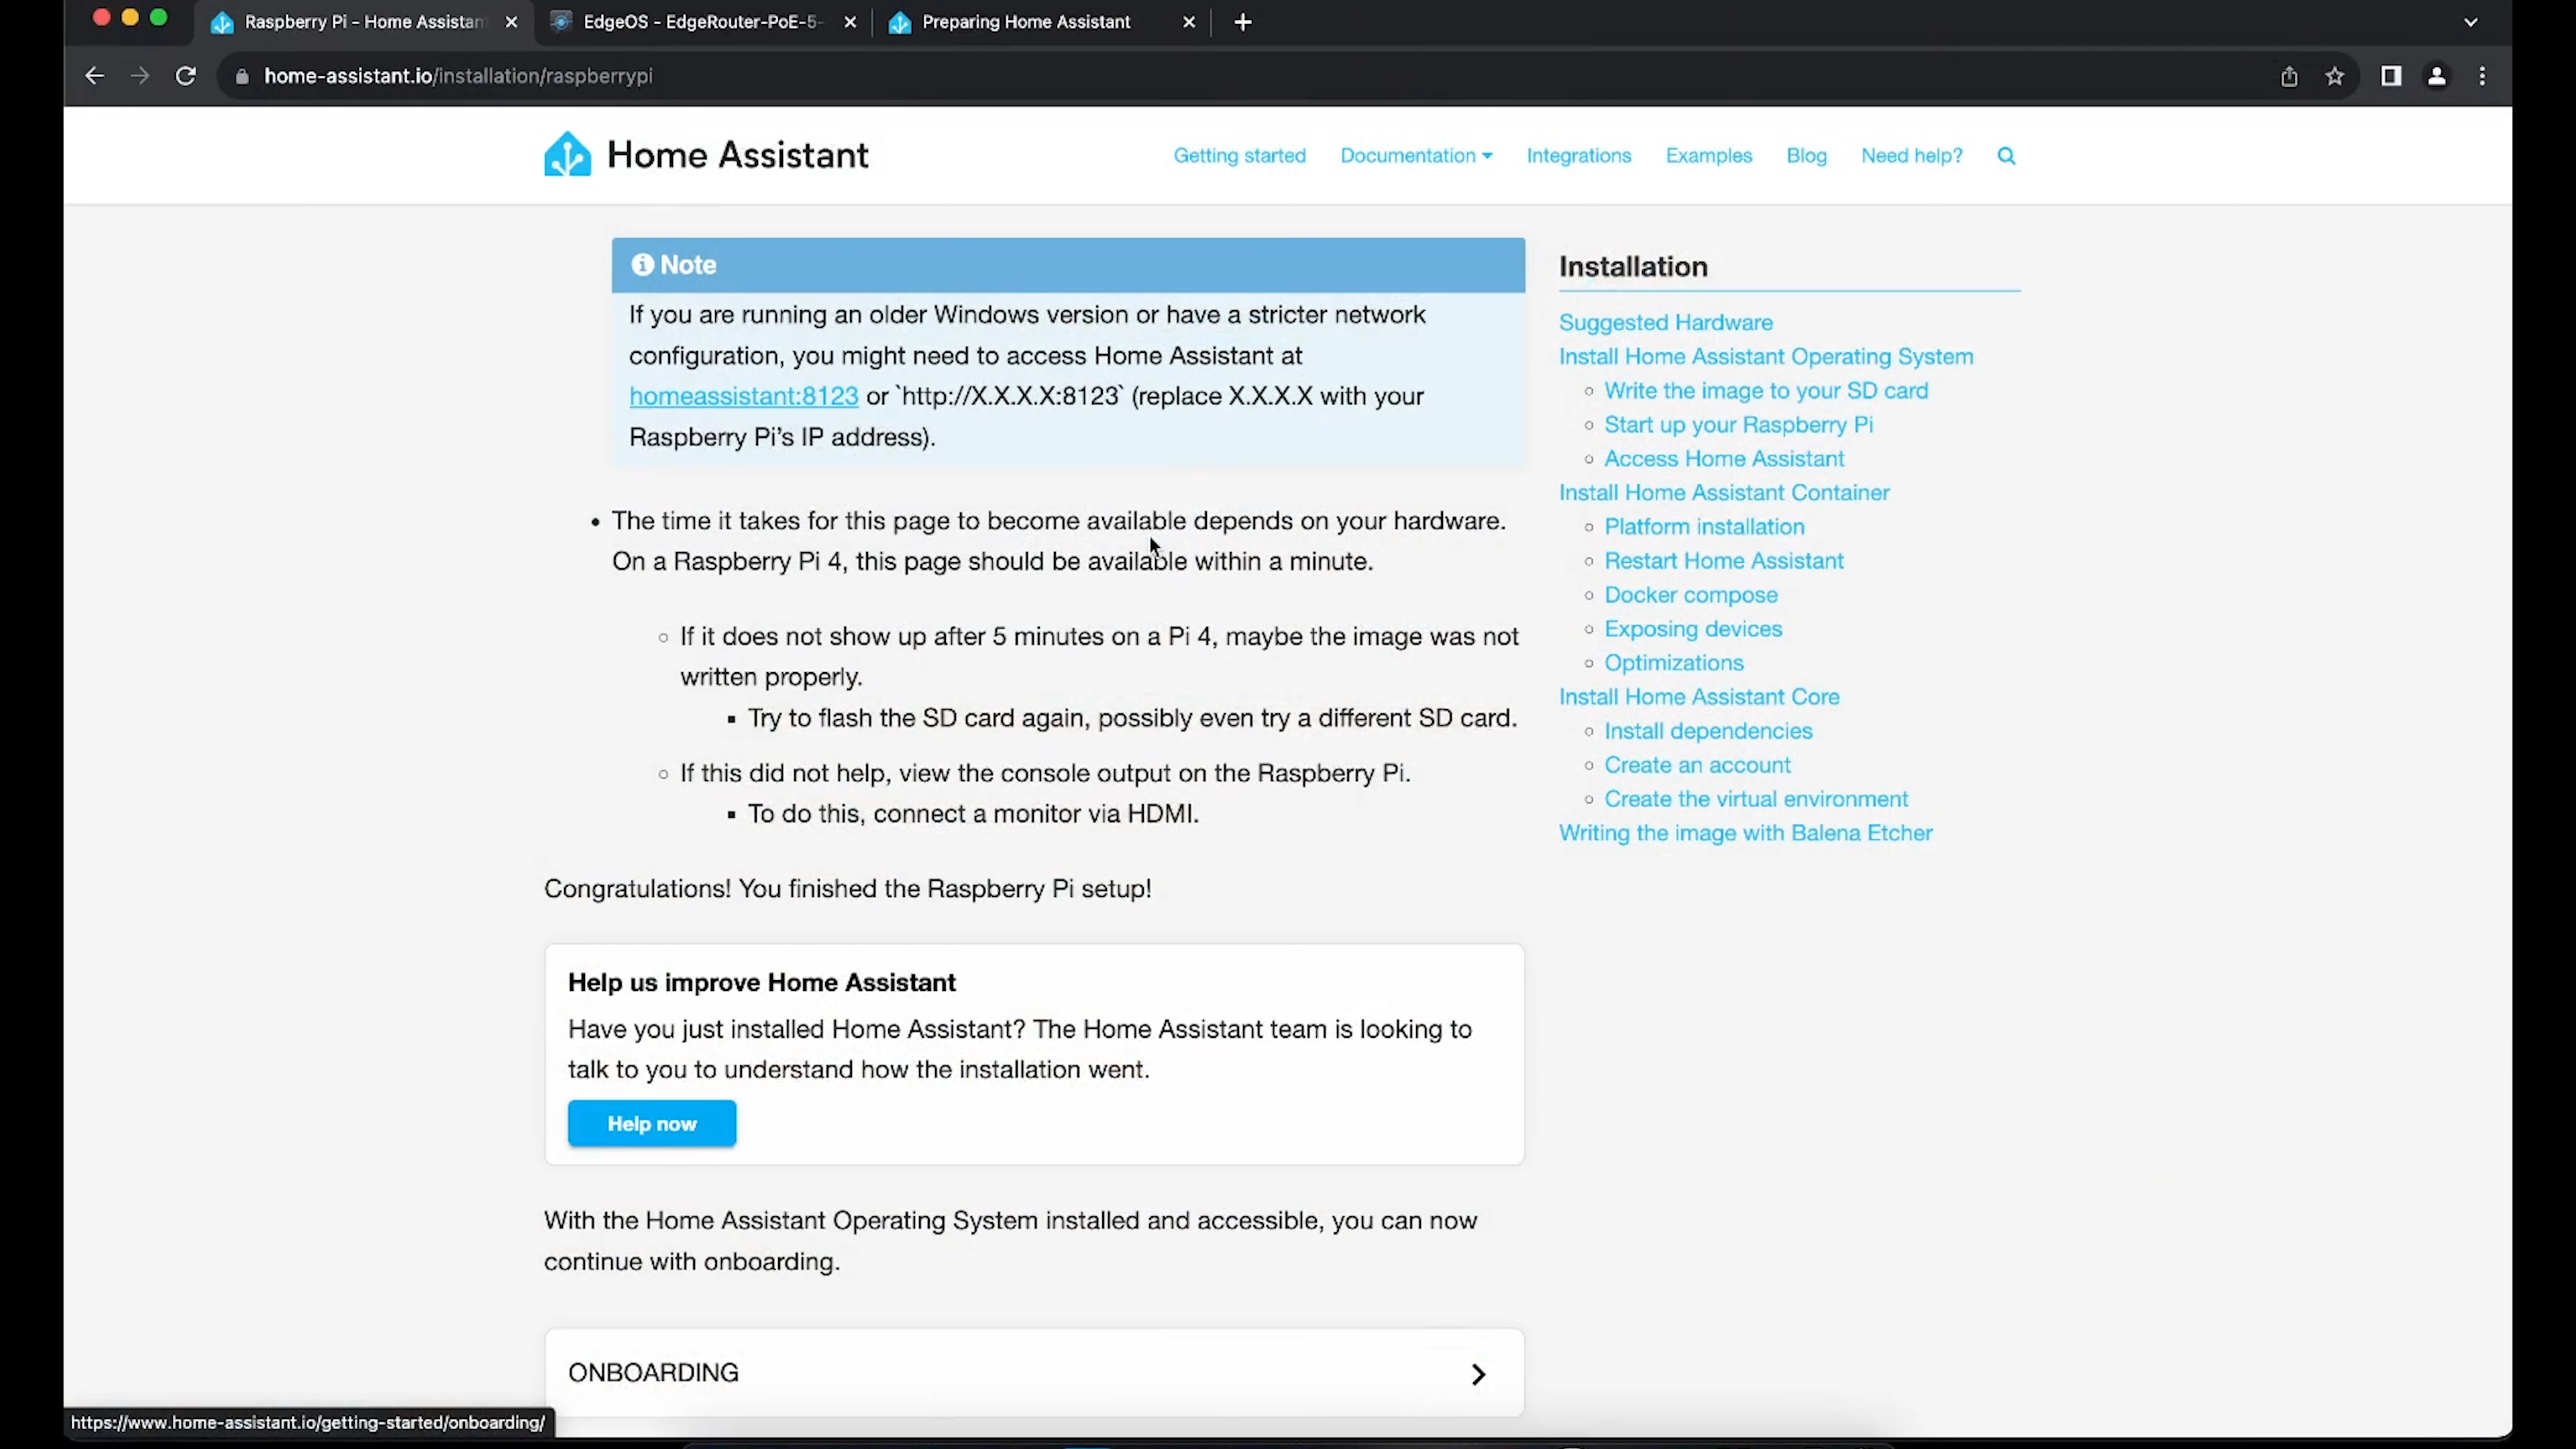 Raspberry Pi - Home Assistan
EdgeOS - EdgeRouter-PoE-5-
Preparing Home Assistant
home-assistant.io/installation/raspberrypi
Home Assistant
Getting started
Documentation
Integrations
Examples
Blog
Need help?
Note
If you are running an older Windows version or have a stricter network
configuration, you might need to access Home Assistant at
homeassistant:8123 or `http://X.X.X.X:8123` (replace X.X.X.X with your
Raspberry Pi’s IP address).
• The time it takes for this page to become available depends on your hardware.
On a Raspberry Pi 4, this page should be available within a minute.
○ If it does not show up after 5 minutes on a Pi 4, maybe the image was not
written properly.
▪ Try to flash the SD card again, possibly even try a different SD card.
○ If this did not help, view the console output on the Raspberry Pi.
▪ To do this, connect a monitor via HDMI.
Congratulations! You finished the Raspberry Pi setup!
Help us improve Home Assistant
Have you just installed Home Assistant? The Home Assistant team is looking to
talk to you to understand how the installation went.
Help now
With the Home Assistant Operating System installed and accessible, you can now
continue with onboarding.
ONBOARDING
Installation
Suggested Hardware
Install Home Assistant Operating System
○ Write the image to your SD card
○ Start up your Raspberry Pi
○ Access Home Assistant
Install Home Assistant Container
○ Platform installation
○ Restart Home Assistant
○ Docker compose
○ Exposing devices
○ Optimizations
Install Home Assistant Core
○ Install dependencies
○ Create an account
○ Create the virtual environment
Writing the image with Balena Etcher
https://www.home-assistant.io/getting-started/onboarding/